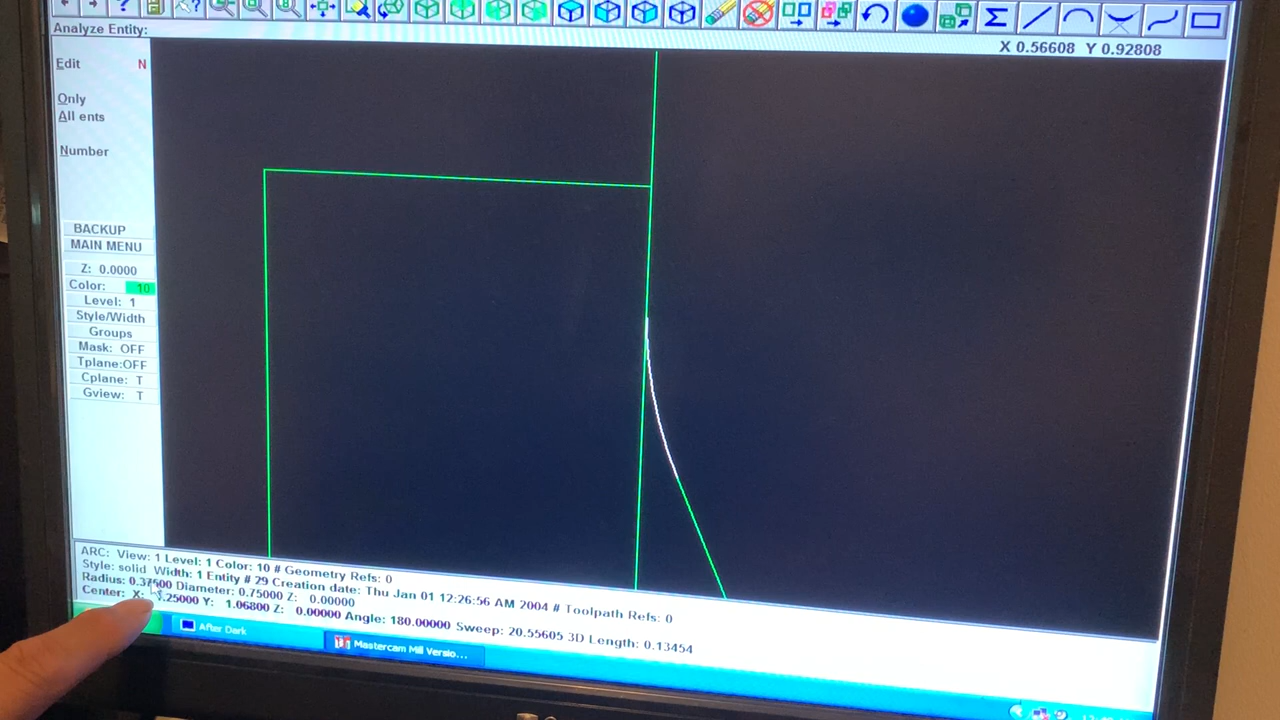 Analyze Entity:
X 0.56608 Y 0.92808
Edit N
Only
All ents
Number
BACKUP
MAIN MENU
Z: 0.0000
Color: 10
Level: 1
Style/Width
Groups
Mask: OFF
Tplane:OFF
Cplane: T
Gview: T
ARC: View: 1 Level: 1 Color: 10 # Geometry Refs: 0
Style: solid Width: 1 Entity # 29 Creation date: Thu Jan 01 12:26:56 AM 2004 # Toolpath Refs: 0
Radius: 0.37500 Diameter: 0.75000 Z: 0.00000
Center: X: .25000 Y: 1.06800 Z: 0.00000 Angle: 180.00000 Sweep: 20.55605 3D Length: 0.13454
After Dark
Mastercam Mill Versio...